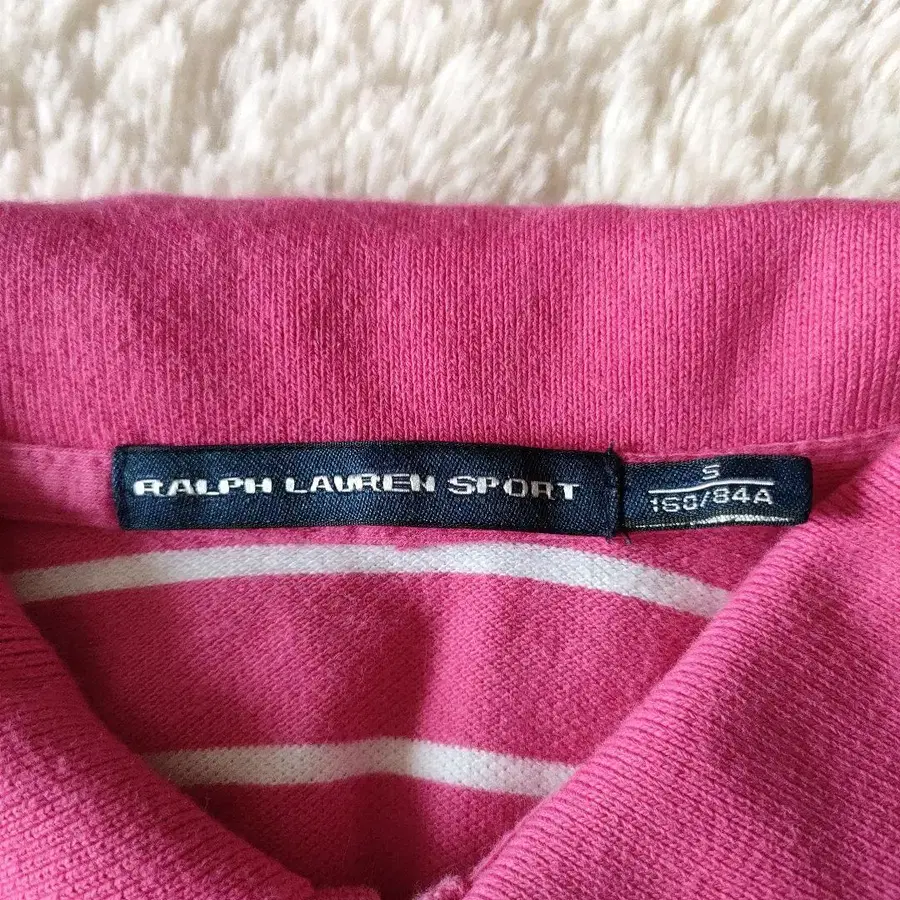 RALPH LAUREN SPORT
S
160/84A